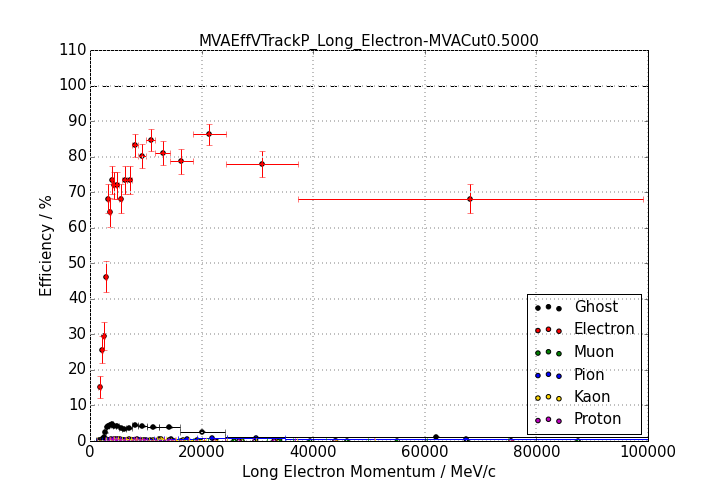 MVAEffVTrackP_Long_Electron-MVACut0.5000
110
100
90
80
70
60
50
40
30
20
10
0
Efficiency / %
Ghost
Electron
Muon
Pion
Kaon
Proton
0 20000 40000 60000 80000 100000
Long Electron Momentum / MeV/c